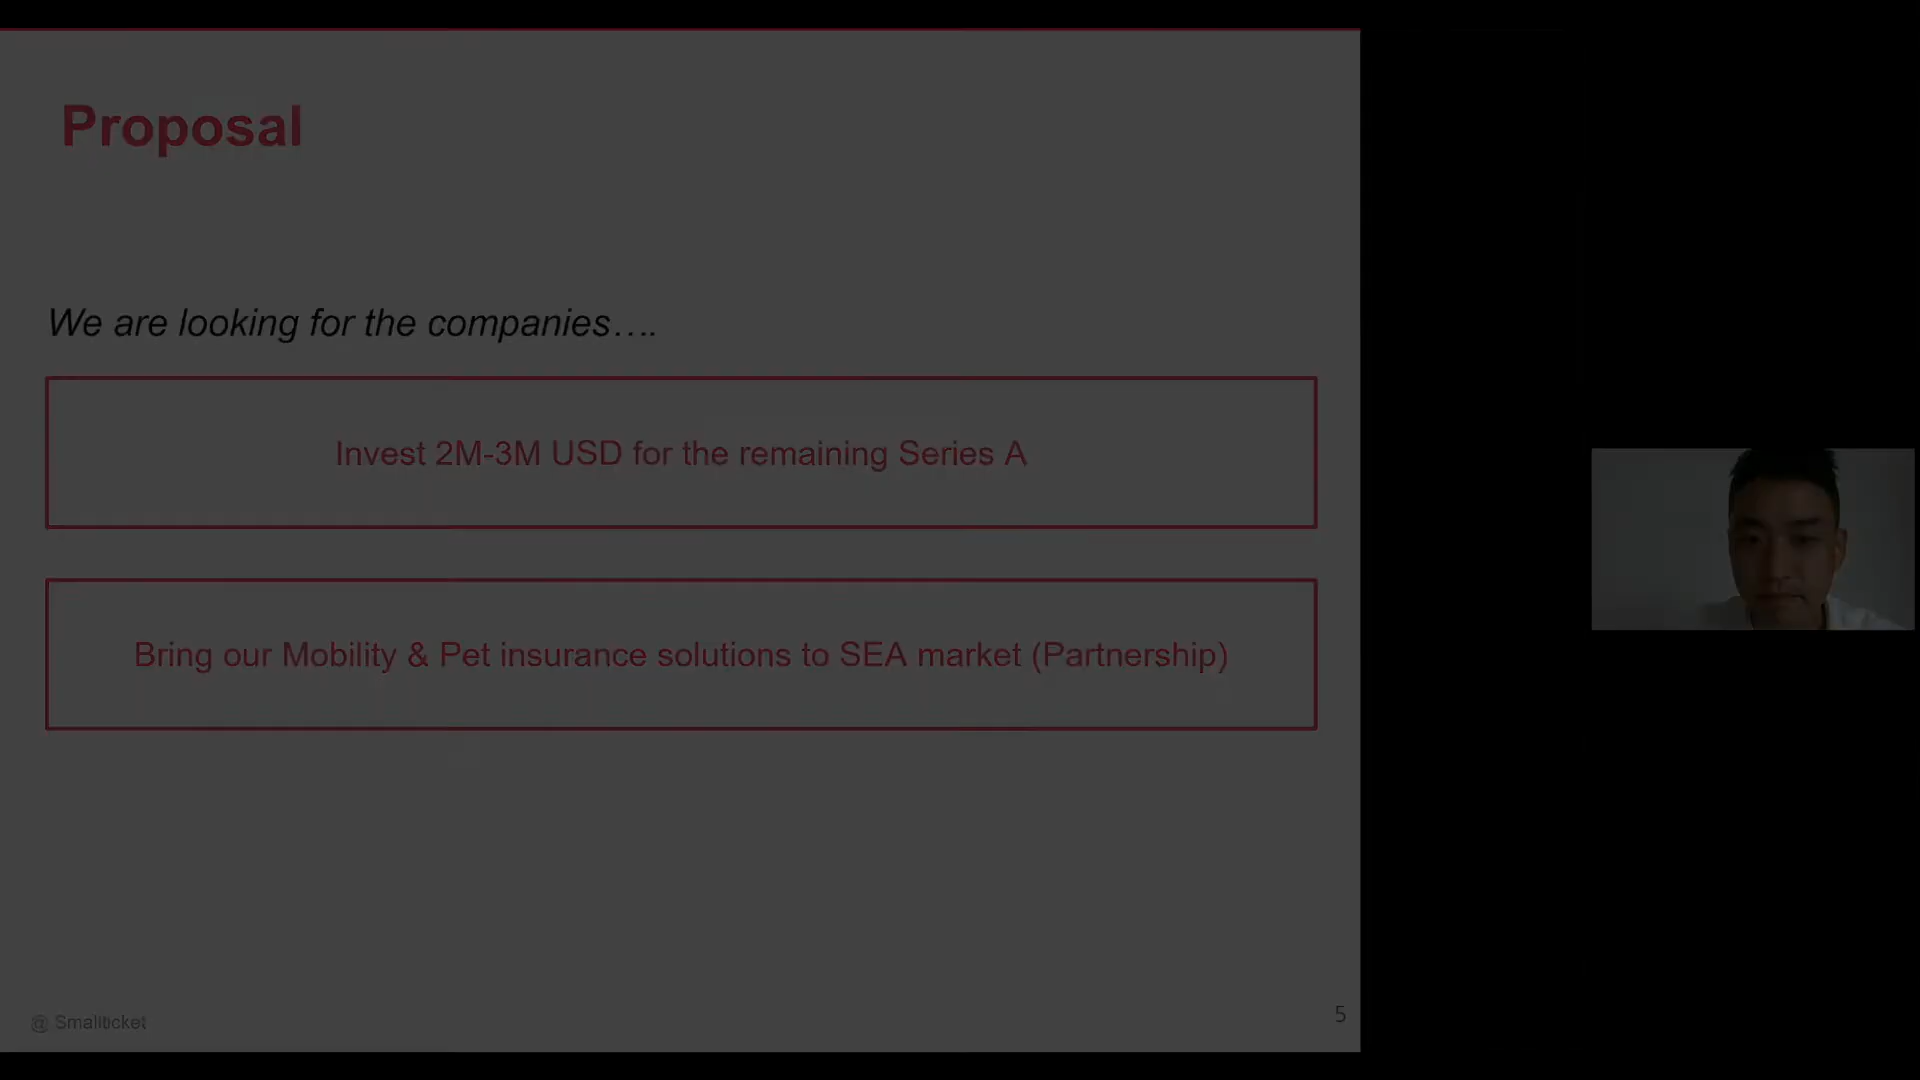 Proposal
We are looking for the companies....
Invest 2M-3M USD for the remaining Series A
Bring our Mobility & Pet insurance solutions to SEA market (Partnership)
@ Smallticket
5